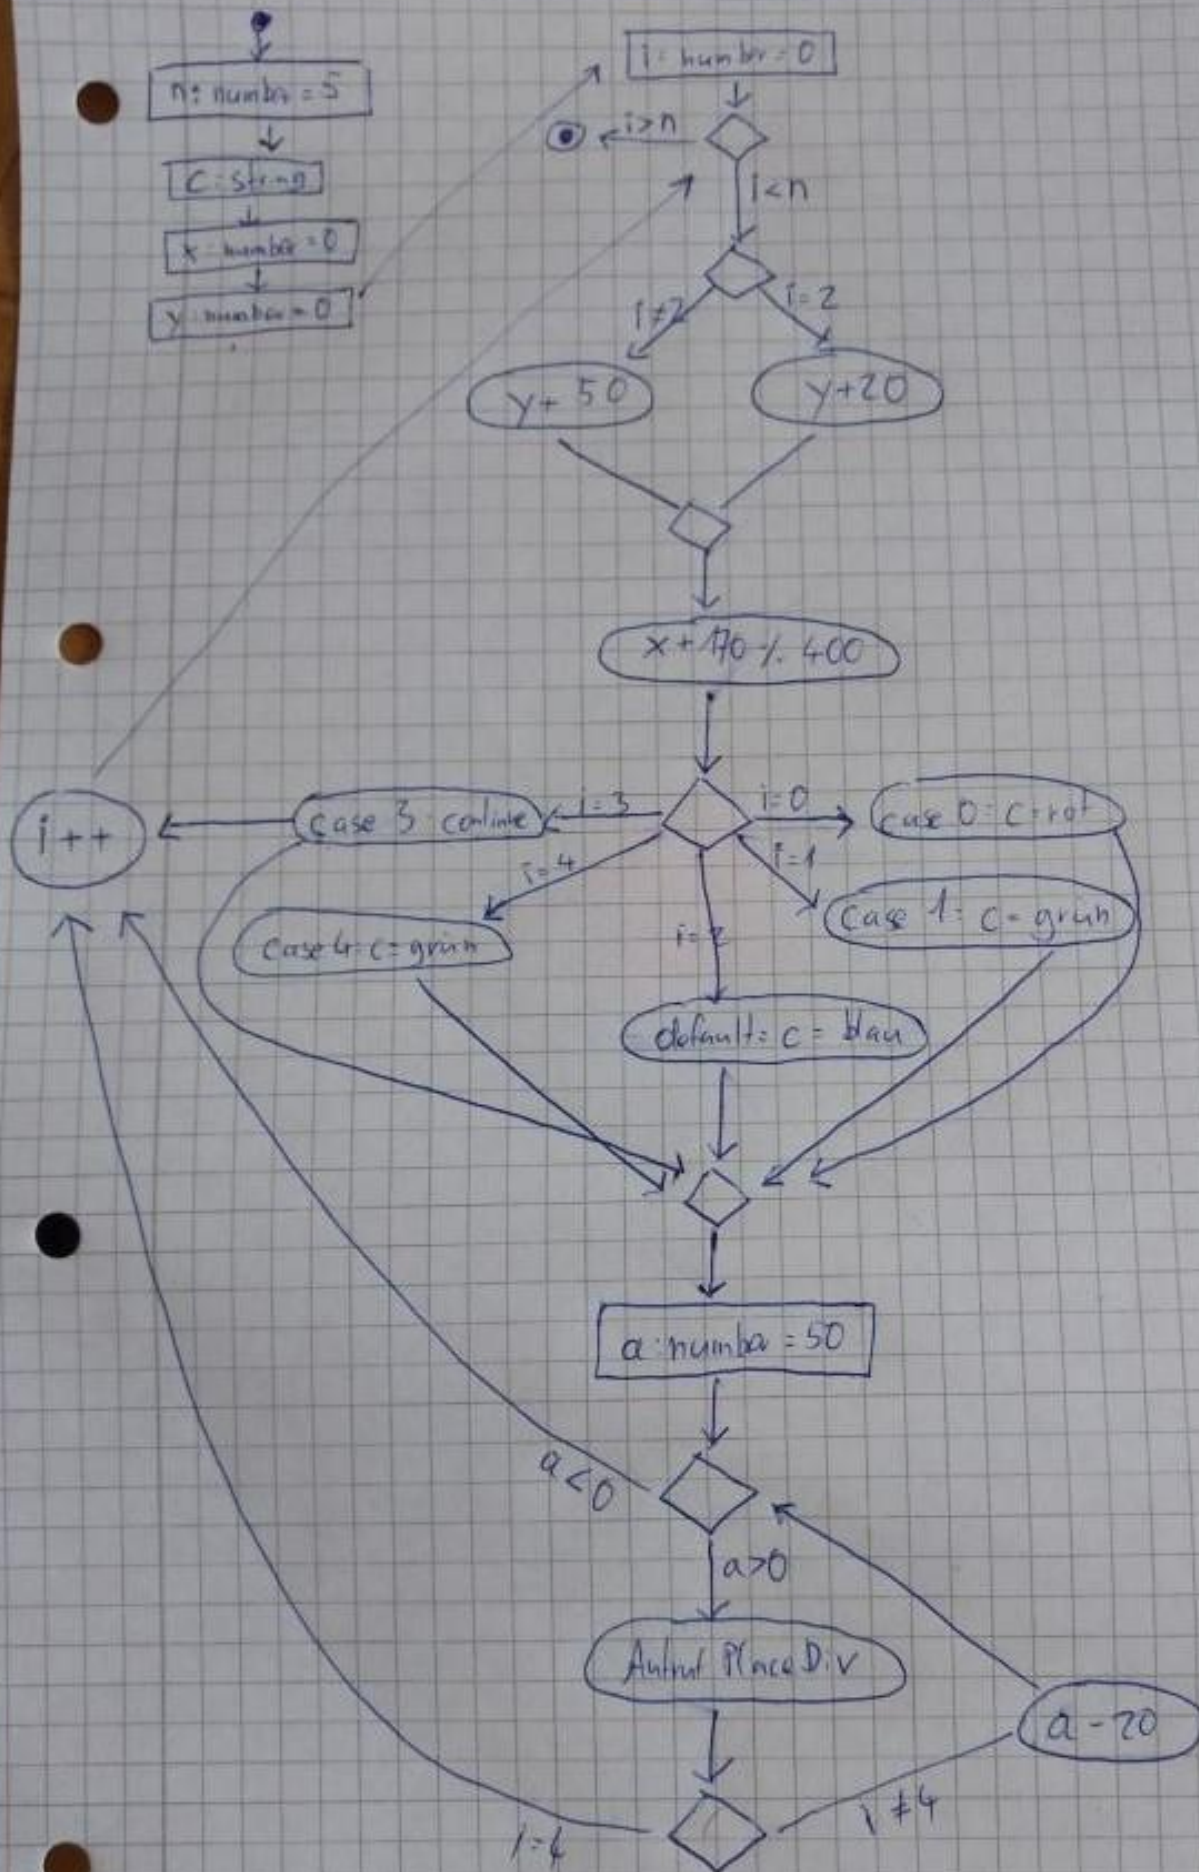 n: number = 5
c: string
x: number = 0
y: number = 0
i: number = 0
i>n
i<n
i≠2
i=2
y+ 50
y+20
x + 170 % 400
i=3
i=0
case 3: continue
case 0: c=rot
i++
i=4
i=1
case 4: c= grün
i=2
case 1: c= grün
default: c = blau
a: number = 50
a<0
a>0
Aufruf PlaceDiv
a - 20
i=4
i≠4